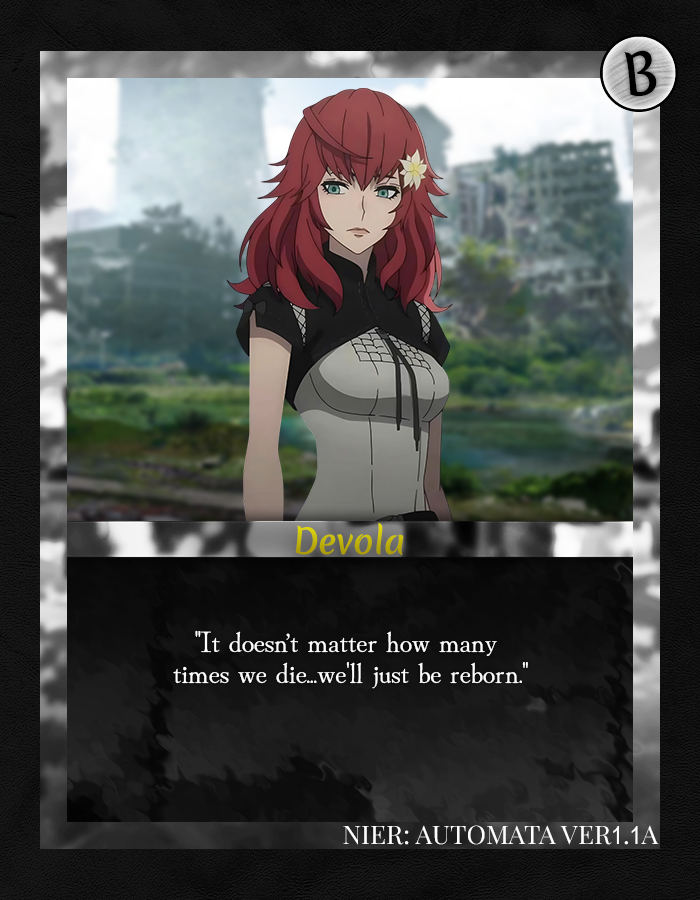 B
Devola
"It doesn't matter how many
times we die...we'll just be reborn."
NIER: AUTOMATA VER1.1A